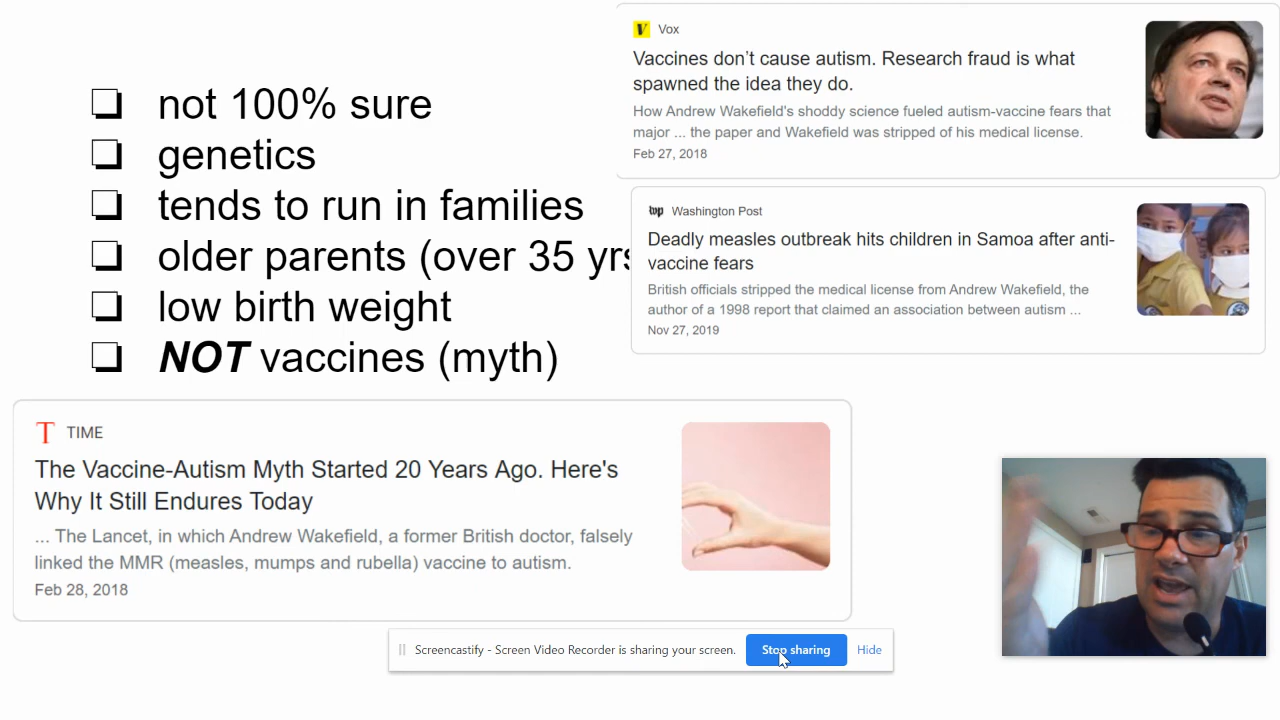 not 100% sure
genetics
tends to run in families
older parents (over 35 yrs
low birth weight
NOT vaccines (myth)
Vox
Vaccines don't cause autism. Research fraud is what
spawned the idea they do.
How Andrew Wakefield's shoddy science fueled autism-vaccine fears that
major ... the paper and Wakefield was stripped of his medical license.
Feb 27, 2018
wp Washington Post
Deadly measles outbreak hits children in Samoa after anti-
vaccine fears
British officials stripped the medical license from Andrew Wakefield, the
author of a 1998 report that claimed an association between autism ...
Nov 27, 2019
T TIME
The Vaccine-Autism Myth Started 20 Years Ago. Here's
Why It Still Endures Today
... The Lancet, in which Andrew Wakefield, a former British doctor, falsely
linked the MMR (measles, mumps and rubella) vaccine to autism.
Feb 28, 2018
Screencastify - Screen Video Recorder is sharing your screen. Stop sharing Hide